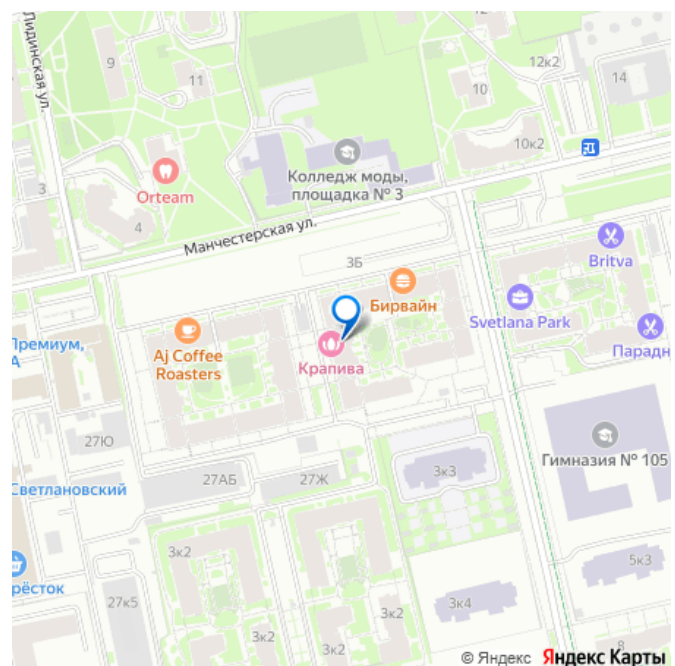 Лидинская ул.
9
11
12
12к2
10
14
10к2
Колледж моды,
площадка № 3
Orteam
3
4
Манчестерская ул.
3Б
Britva
Бирвайн
Svetlana Park
Премиум,
А
Aj Coffee
Roasters
Крапива
Парадн
27Ю
Гимназия № 105
3к3
27АБ
27Ж
Светлановский
3к2
5к3
рёсток
27к5
3к2
3к4
3к2
8
© Яндекс Яндекс Карты